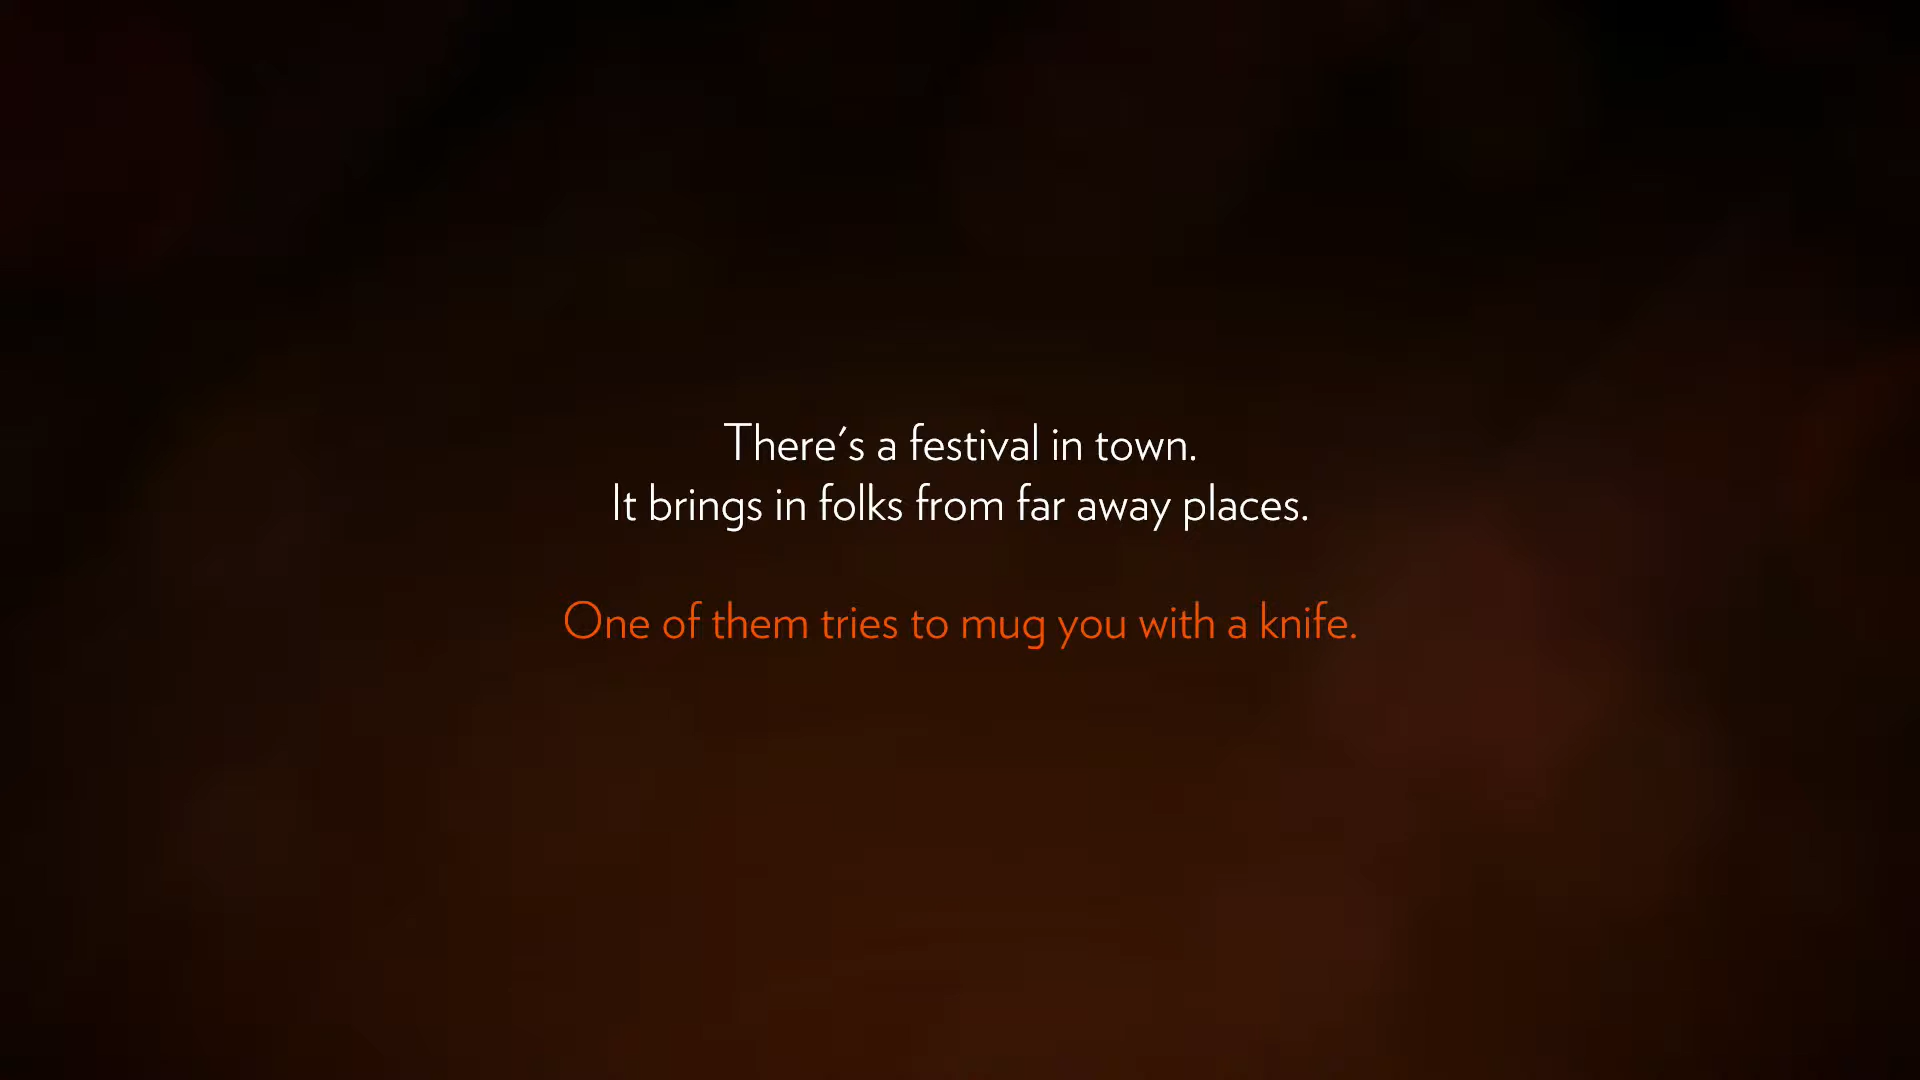 There's a festival in town.
It brings in folks from far away places.
One of them tries to mug you with a knife.